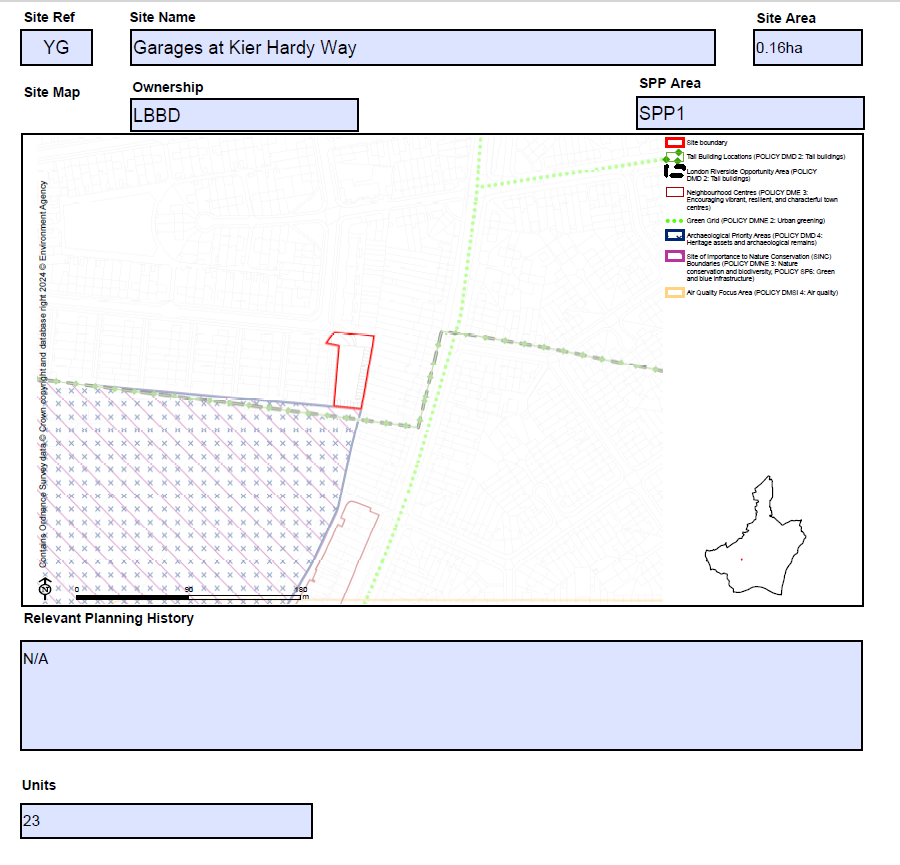 Site Ref
Site Name
Site Area
YG
Garages at Kier Hardy Way
0.16ha
Site Map
Ownership
SPP Area
LBBD
SPP1
Site boundary
Tall Building Locations (POLICY DMD 2: Tall buildings)
London Riverside Opportunity Area (POLICY
DMD 2: Tall buildings)
Neighbourhood Centres (POLICY DME 3:
Encouraging vibrant, resilient, and characterful town
centres)
Green Grid (POLICY DMNE 2: Urban greening)
Archaeological Priority Areas (POLICY DMD 4:
Heritage assets and archaeological remains)
Site of Importance to Nature Conservation (SINC)
Boundaries (POLICY DMNE 3: Nature
conservation and biodiversity, POLICY SP6: Green
and blue infrastructure)
Air Quality Focus Area (POLICY DMSI 4: Air quality)
Contains Ordnance Survey data © Crown copyright and database right 2024 © Environment Agency
0 90 180
m
Relevant Planning History
N/A
Units
23